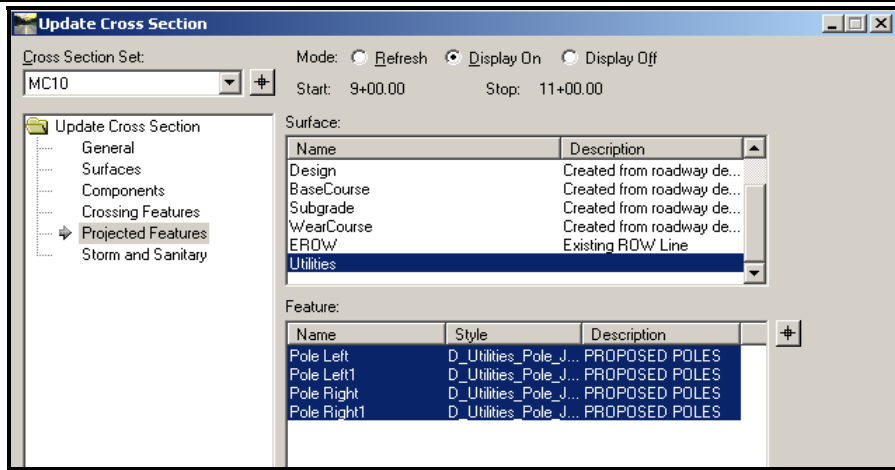 Update Cross Section
Cross Section Set:
MC10
Mode: Refresh Display On Display Off
Start: 9+00.00 Stop: 11+00.00
Update Cross Section
General
Surfaces
Components
Crossing Features
Projected Features
Storm and Sanitary
Surface:
Name Description
Design Created from roadway de...
BaseCourse Created from roadway de...
Subgrade Created from roadway de...
WearCourse Created from roadway de...
EROW Existing ROW Line
Utilities
Feature:
Name Style Description
Pole Left D_Utilities_Pole_J... PROPOSED POLES
Pole Left1 D_Utilities_Pole_J... PROPOSED POLES
Pole Right D_Utilities_Pole_J... PROPOSED POLES
Pole Right1 D_Utilities_Pole_J... PROPOSED POLES